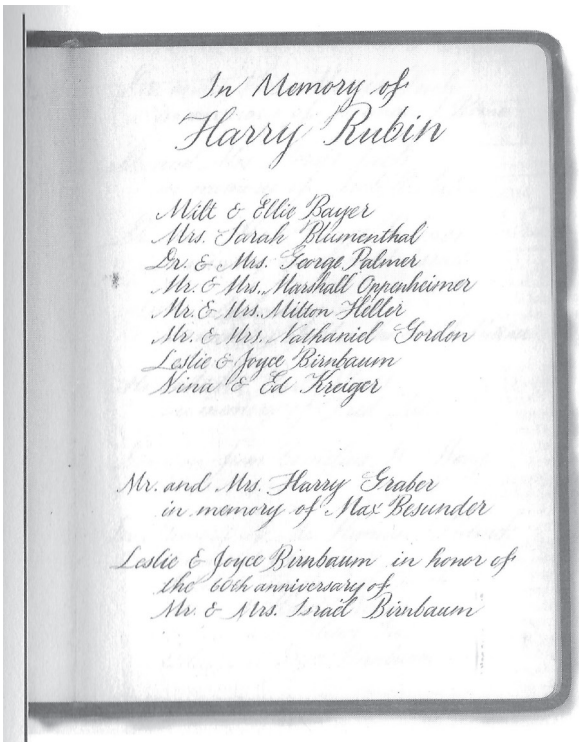 In Memory of
Harry Rubin
Milt & Ellie Bayer
Mrs. Sarah Blumenthal
Dr. & Mrs. George Palmer
Mr. & Mrs. Marshall Oppenheimer
Mr. & Mrs. Milton Heller
Mr. & Mrs. Nathaniel Gordon
Leslie & Joyce Birnbaum
Nina & Ed Kreiger
Mr. and Mrs. Harry Graber
in memory of Max Besunder
Leslie & Joyce Birnbaum in honor of
the 60th anniversary of
Mr. & Mrs. Israel Birnbaum